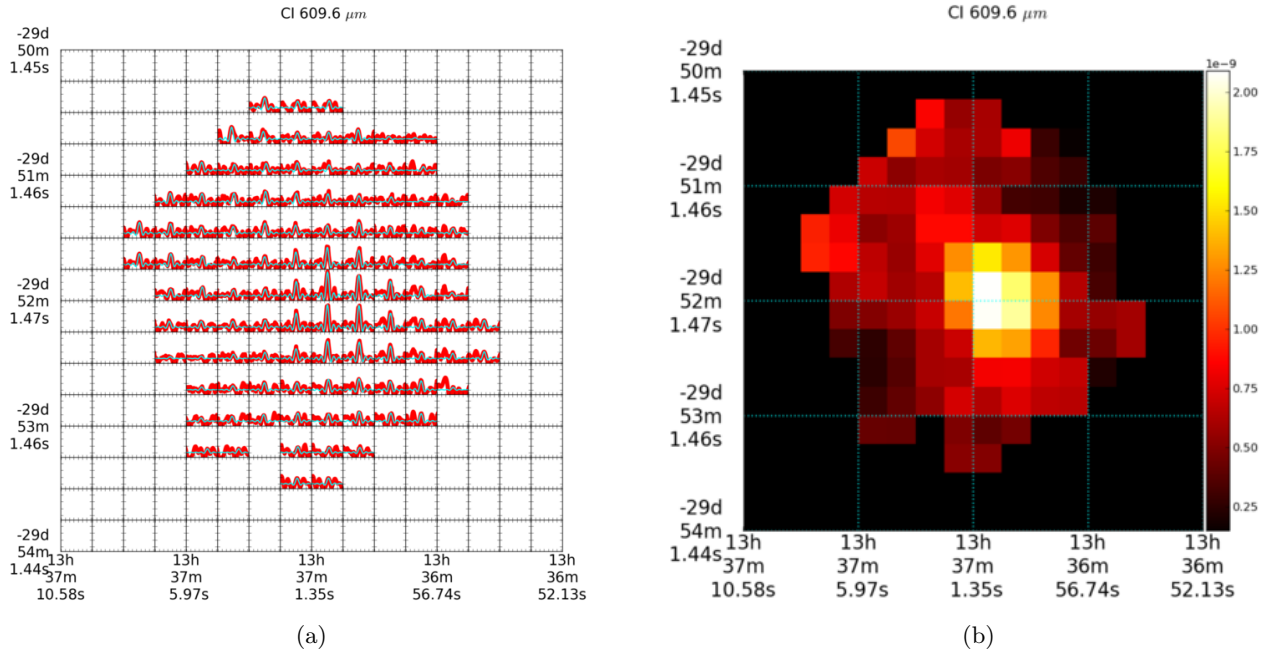 CI 609.6 μm
-29d
50m
1.45s
-29d
51m
1.46s
-29d
52m
1.47s
-29d
53m
1.46s
-29d
54m
1.44s
13h
37m
10.58s
13h
37m
5.97s
13h
37m
1.35s
13h
36m
56.74s
13h
36m
52.13s
(a)
CI 609.6 μm
-29d
50m
1.45s
-29d
51m
1.46s
-29d
52m
1.47s
-29d
53m
1.46s
-29d
54m
1.44s
13h
37m
10.58s
13h
37m
5.97s
13h
37m
1.35s
13h
36m
56.74s
13h
36m
52.13s
1e−9
2.00
1.75
1.50
1.25
1.00
0.75
0.50
0.25
(b)